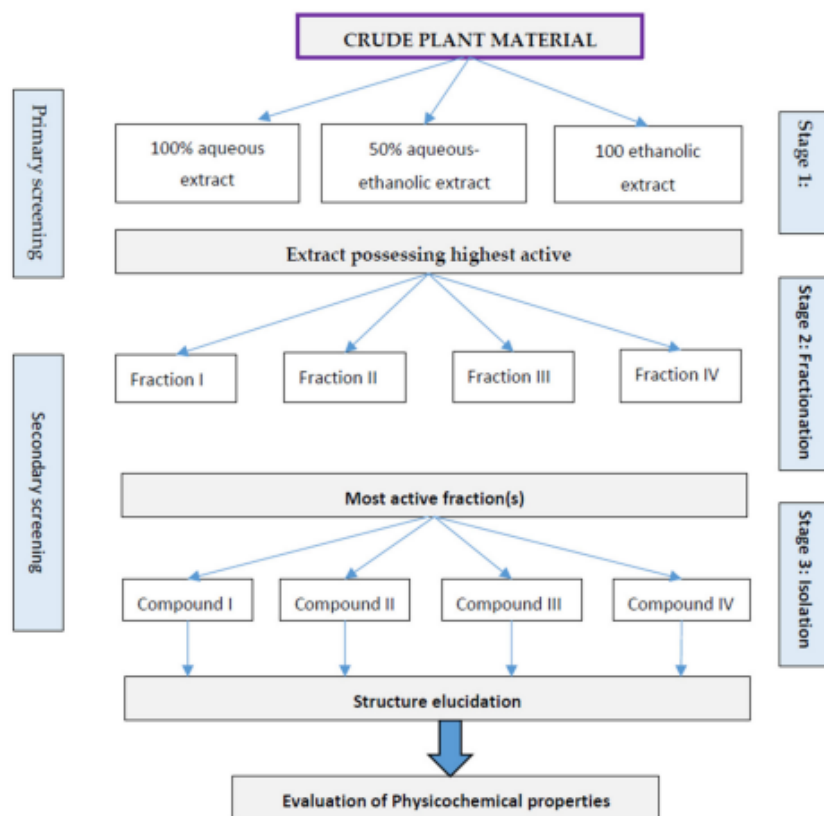 CRUDE PLANT MATERIAL
Primary screening
Stage 1:
100% aqueous
extract
50% aqueous-
ethanolic extract
100 ethanolic
extract
Extract possessing highest active
Stage 2: Fractionation
Fraction I
Fraction II
Fraction III
Fraction IV
Secondary screening
Most active fraction(s)
Stage 3: Isolation
Compound I
Compound II
Compound III
Compound IV
Structure elucidation
Evaluation of Physicochemical properties